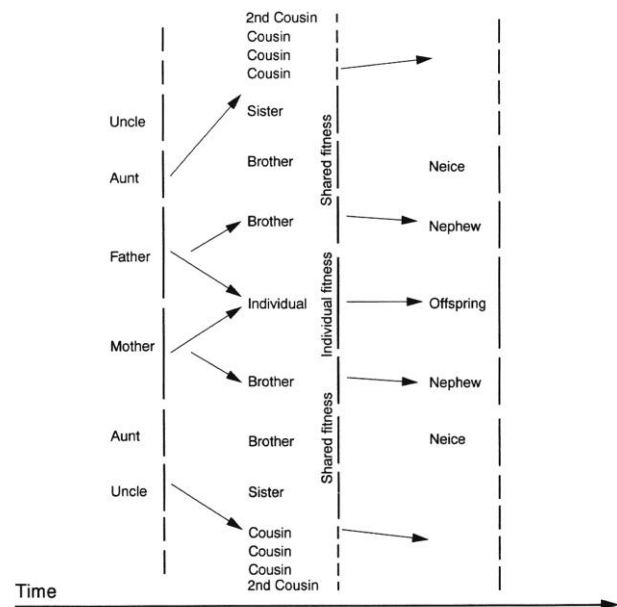 2nd Cousin
Cousin
Cousin
Cousin
Uncle
Sister
Aunt
Brother
Shared fitness
Neice
Brother
Nephew
Father
Individual
Individual fitness
Offspring
Mother
Brother
Nephew
Aunt
Brother
Shared fitness
Neice
Uncle
Sister
Cousin
Cousin
Cousin
2nd Cousin
Time